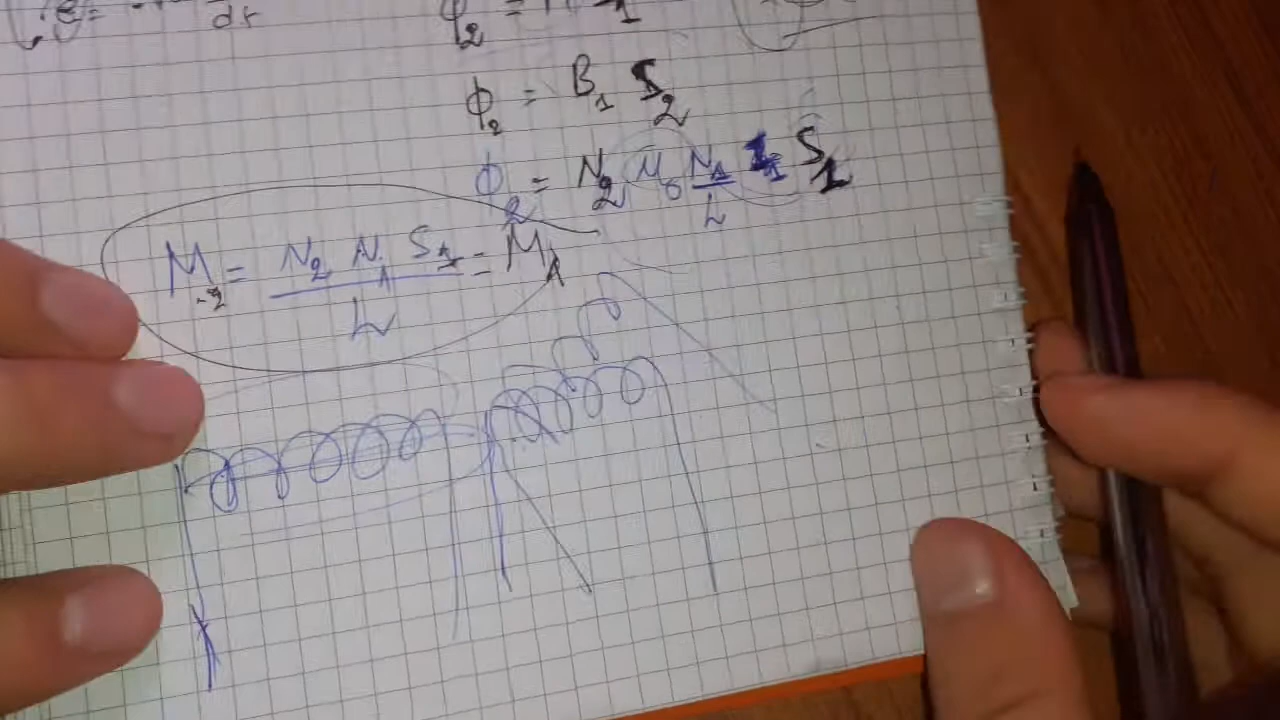 φ₂ = B₁ S₂
φ₂ = N₂ μ₀ N₁/L I₁ S₁
M₂ = N₂ N₁ S₁/L = M₁